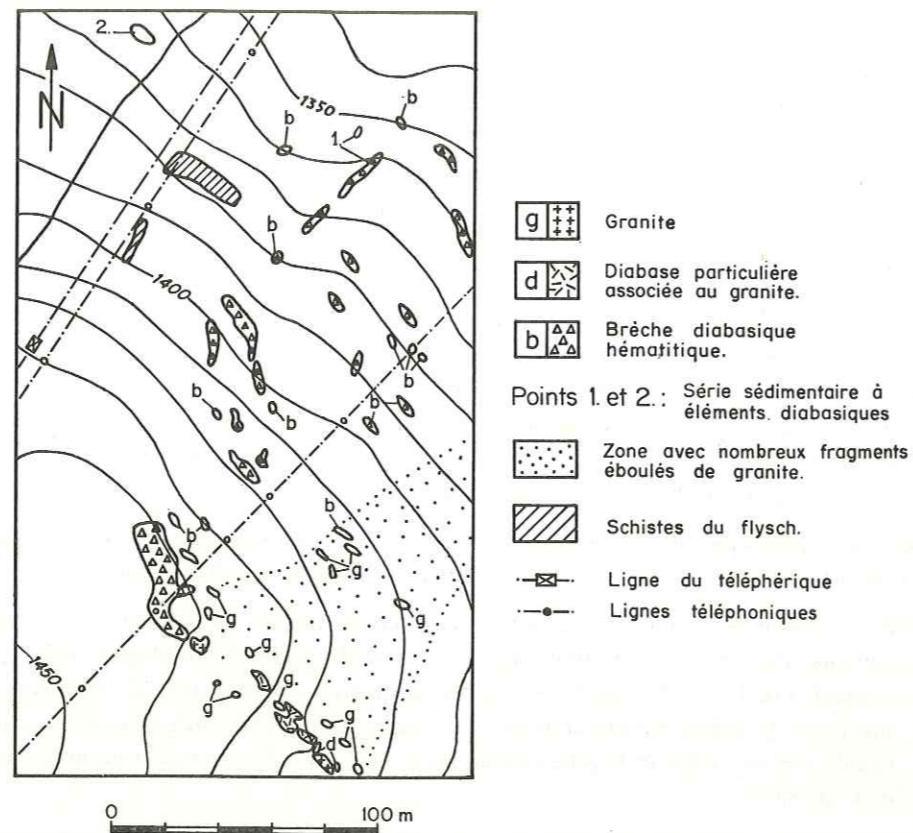 2.
N
1350
b
b
1.
b
1400
b
b
b
b
b
b
g
g
g
g
g
g
g
d
1450
0 100 m
g Granite
d Diabase particulière
associée au granite.
b Brèche diabasique
hématitique.
Points 1. et 2. : Série sédimentaire à
éléments. diabasiques
Zone avec nombreux fragments
éboulés de granite.
Schistes du flysch.
Ligne du téléphérique
Lignes téléphoniques